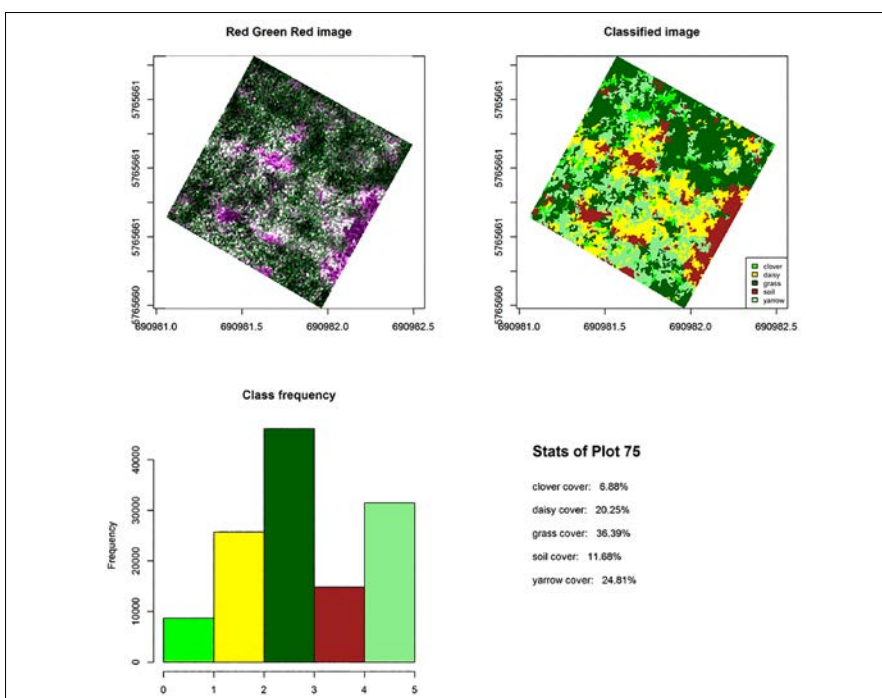 Red Green Red image
5765661
5765661
5765661
5765660
690981.0 690981.5 690982.0 690982.5
Classified image
5765661
5765661
5765661
5765660
690981.0 690981.5 690982.0 690982.5
clover
daisy
grass
soil
yarrow
Class frequency
Frequency
40000
30000
20000
10000
0
0 1 2 3 4 5
Stats of Plot 75
clover cover: 6.88%
daisy cover: 20.25%
grass cover: 36.39%
soil cover: 11.68%
yarrow cover: 24.81%